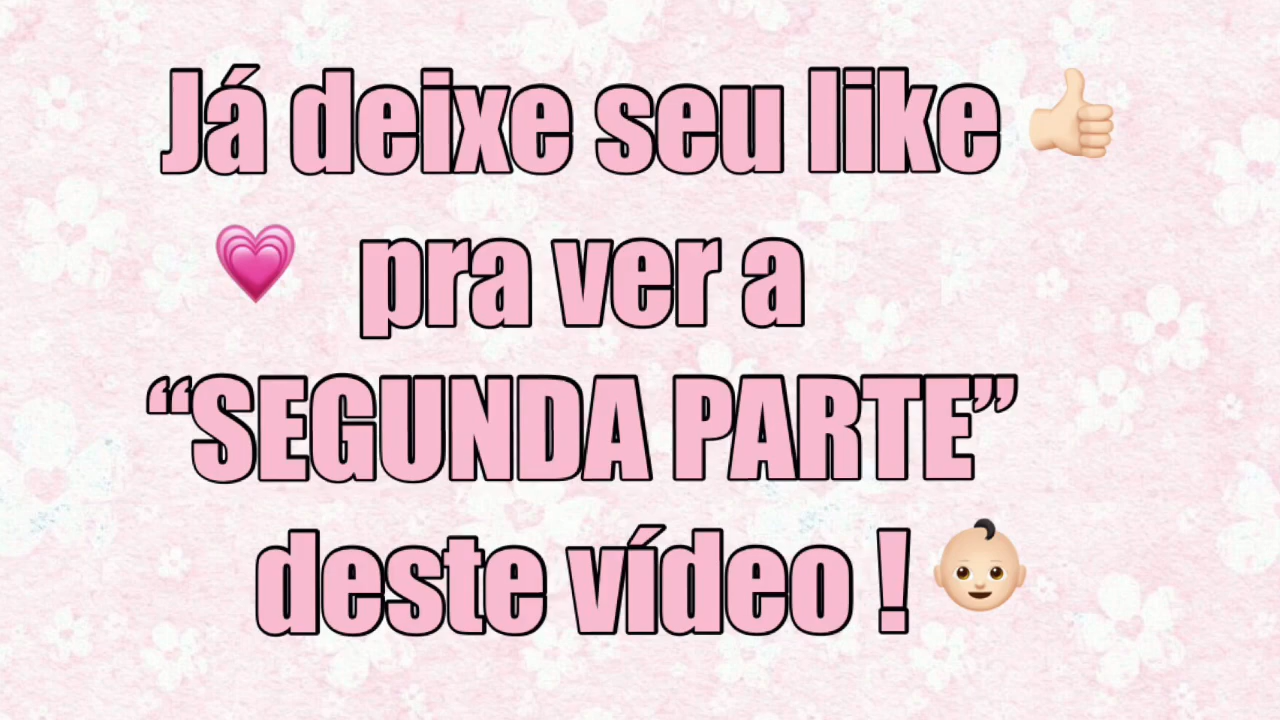 Já deixe seu like 👍🏻
💗 pra ver a
“SEGUNDA PARTE”
deste vídeo ! 👶🏻